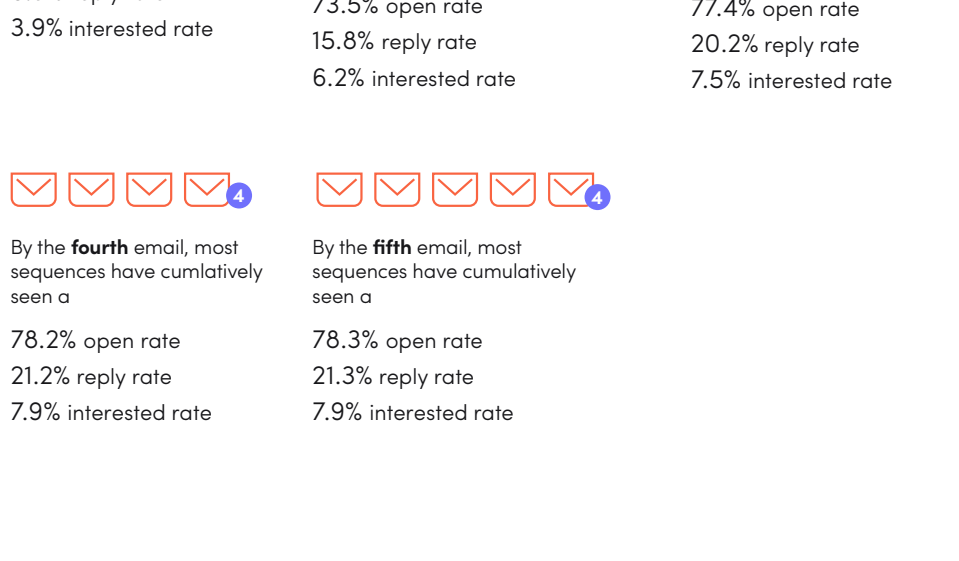 3.9% interested rate
73.5% open rate
15.8% reply rate
6.2% interested rate
77.4% open rate
20.2% reply rate
7.5% interested rate
4
By the fourth email, most
sequences have cumlatively
seen a
78.2% open rate
21.2% reply rate
7.9% interested rate
4
By the fifth email, most
sequences have cumulatively
seen a
78.3% open rate
21.3% reply rate
7.9% interested rate